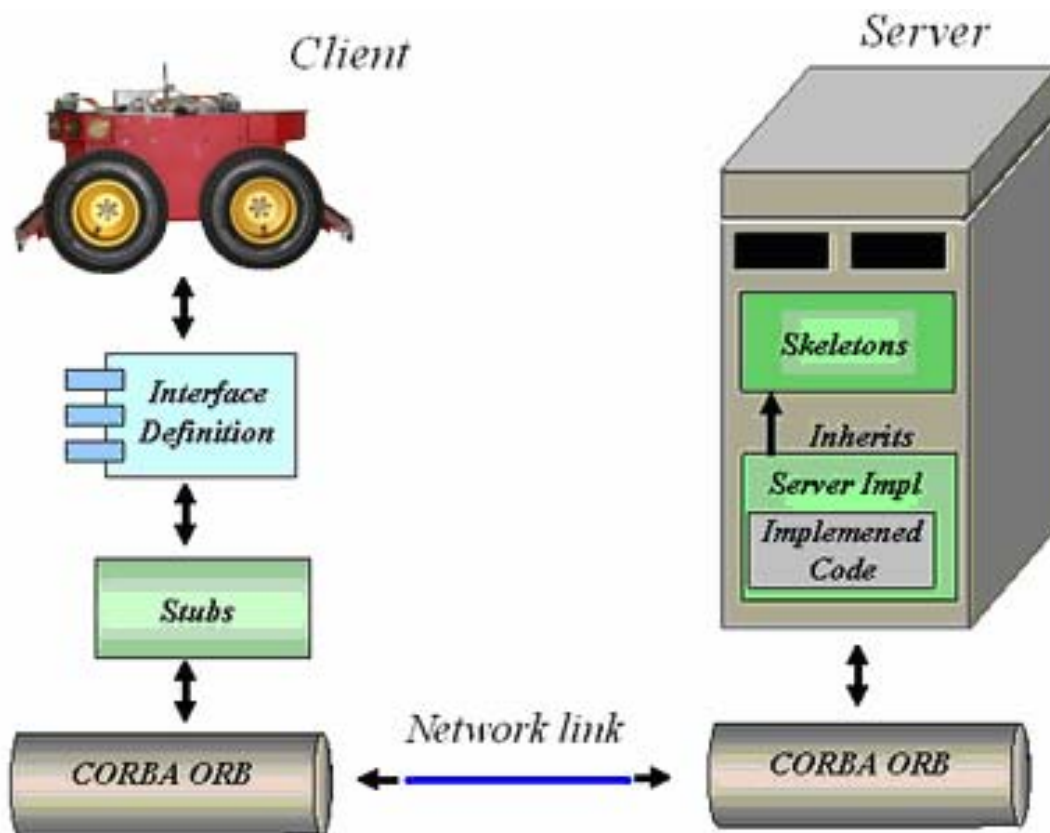 Client
Server
Interface
Definition
Skeletons
Inherits
Server Impl
Implemened
Code
Stubs
Network link
CORBA ORB
CORBA ORB